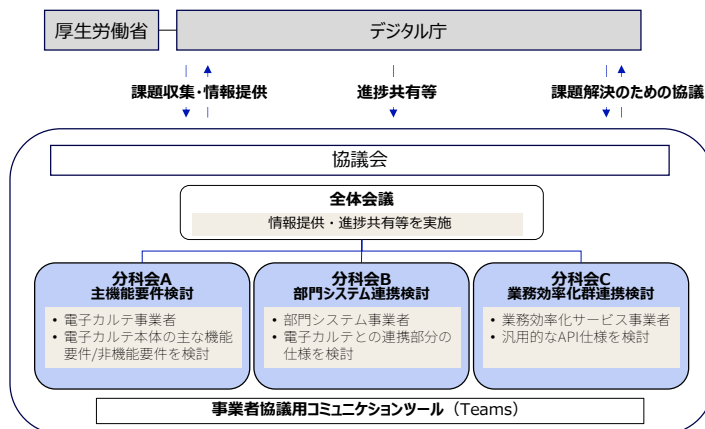 厚生労働省
デジタル庁
課題収集・情報提供
進捗共有等
課題解決のための協議
協議会
全体会議
情報提供・進捗共有等を実施
分科会A
主機能要件検討
• 電子カルテ事業者
• 電子カルテ本体の主な機能
要件/非機能要件を検討
分科会B
部門システム連携検討
• 部門システム事業者
• 電子カルテとの連携部分の
仕様を検討
分科会C
業務効率化群連携検討
• 業務効率化サービス事業者
• 汎用的なAPI仕様を検討
事業者協議用コミュニケションツール（Teams）